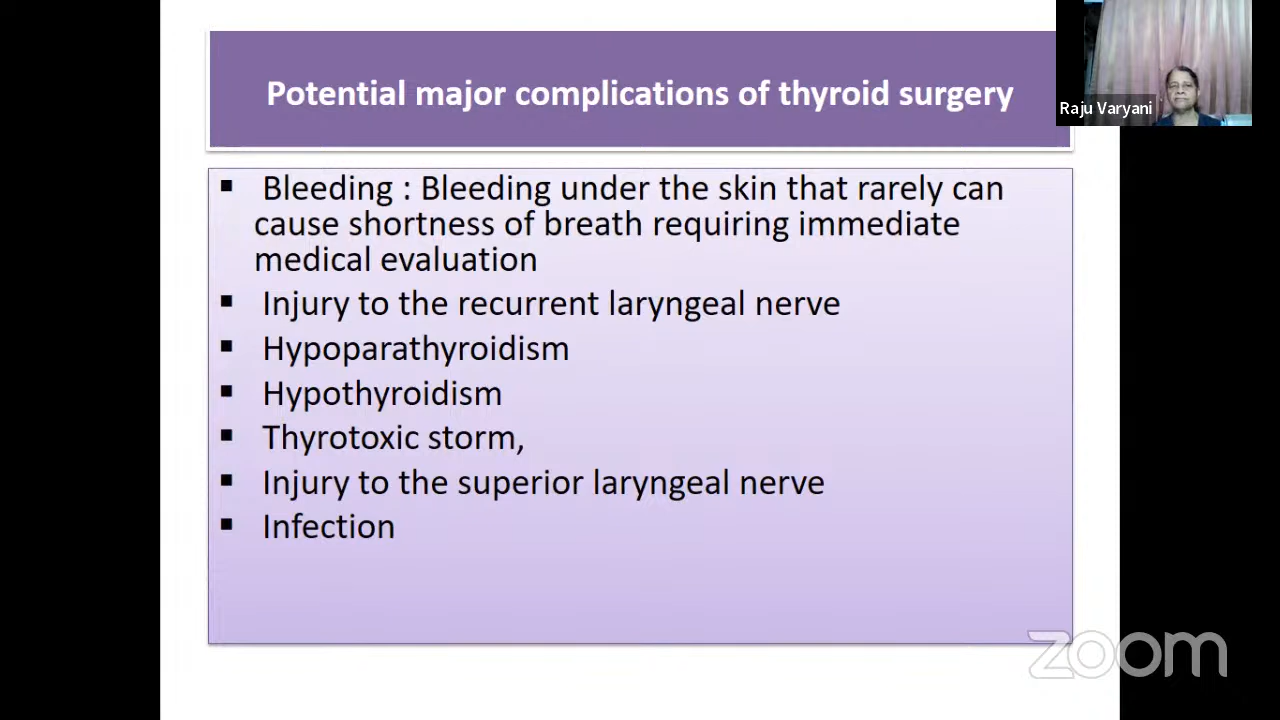 Potential major complications of thyroid surgery
Raju Varyani
▪ Bleeding : Bleeding under the skin that rarely can
cause shortness of breath requiring immediate
medical evaluation
▪ Injury to the recurrent laryngeal nerve
▪ Hypoparathyroidism
▪ Hypothyroidism
▪ Thyrotoxic storm,
▪ Injury to the superior laryngeal nerve
▪ Infection
zoom